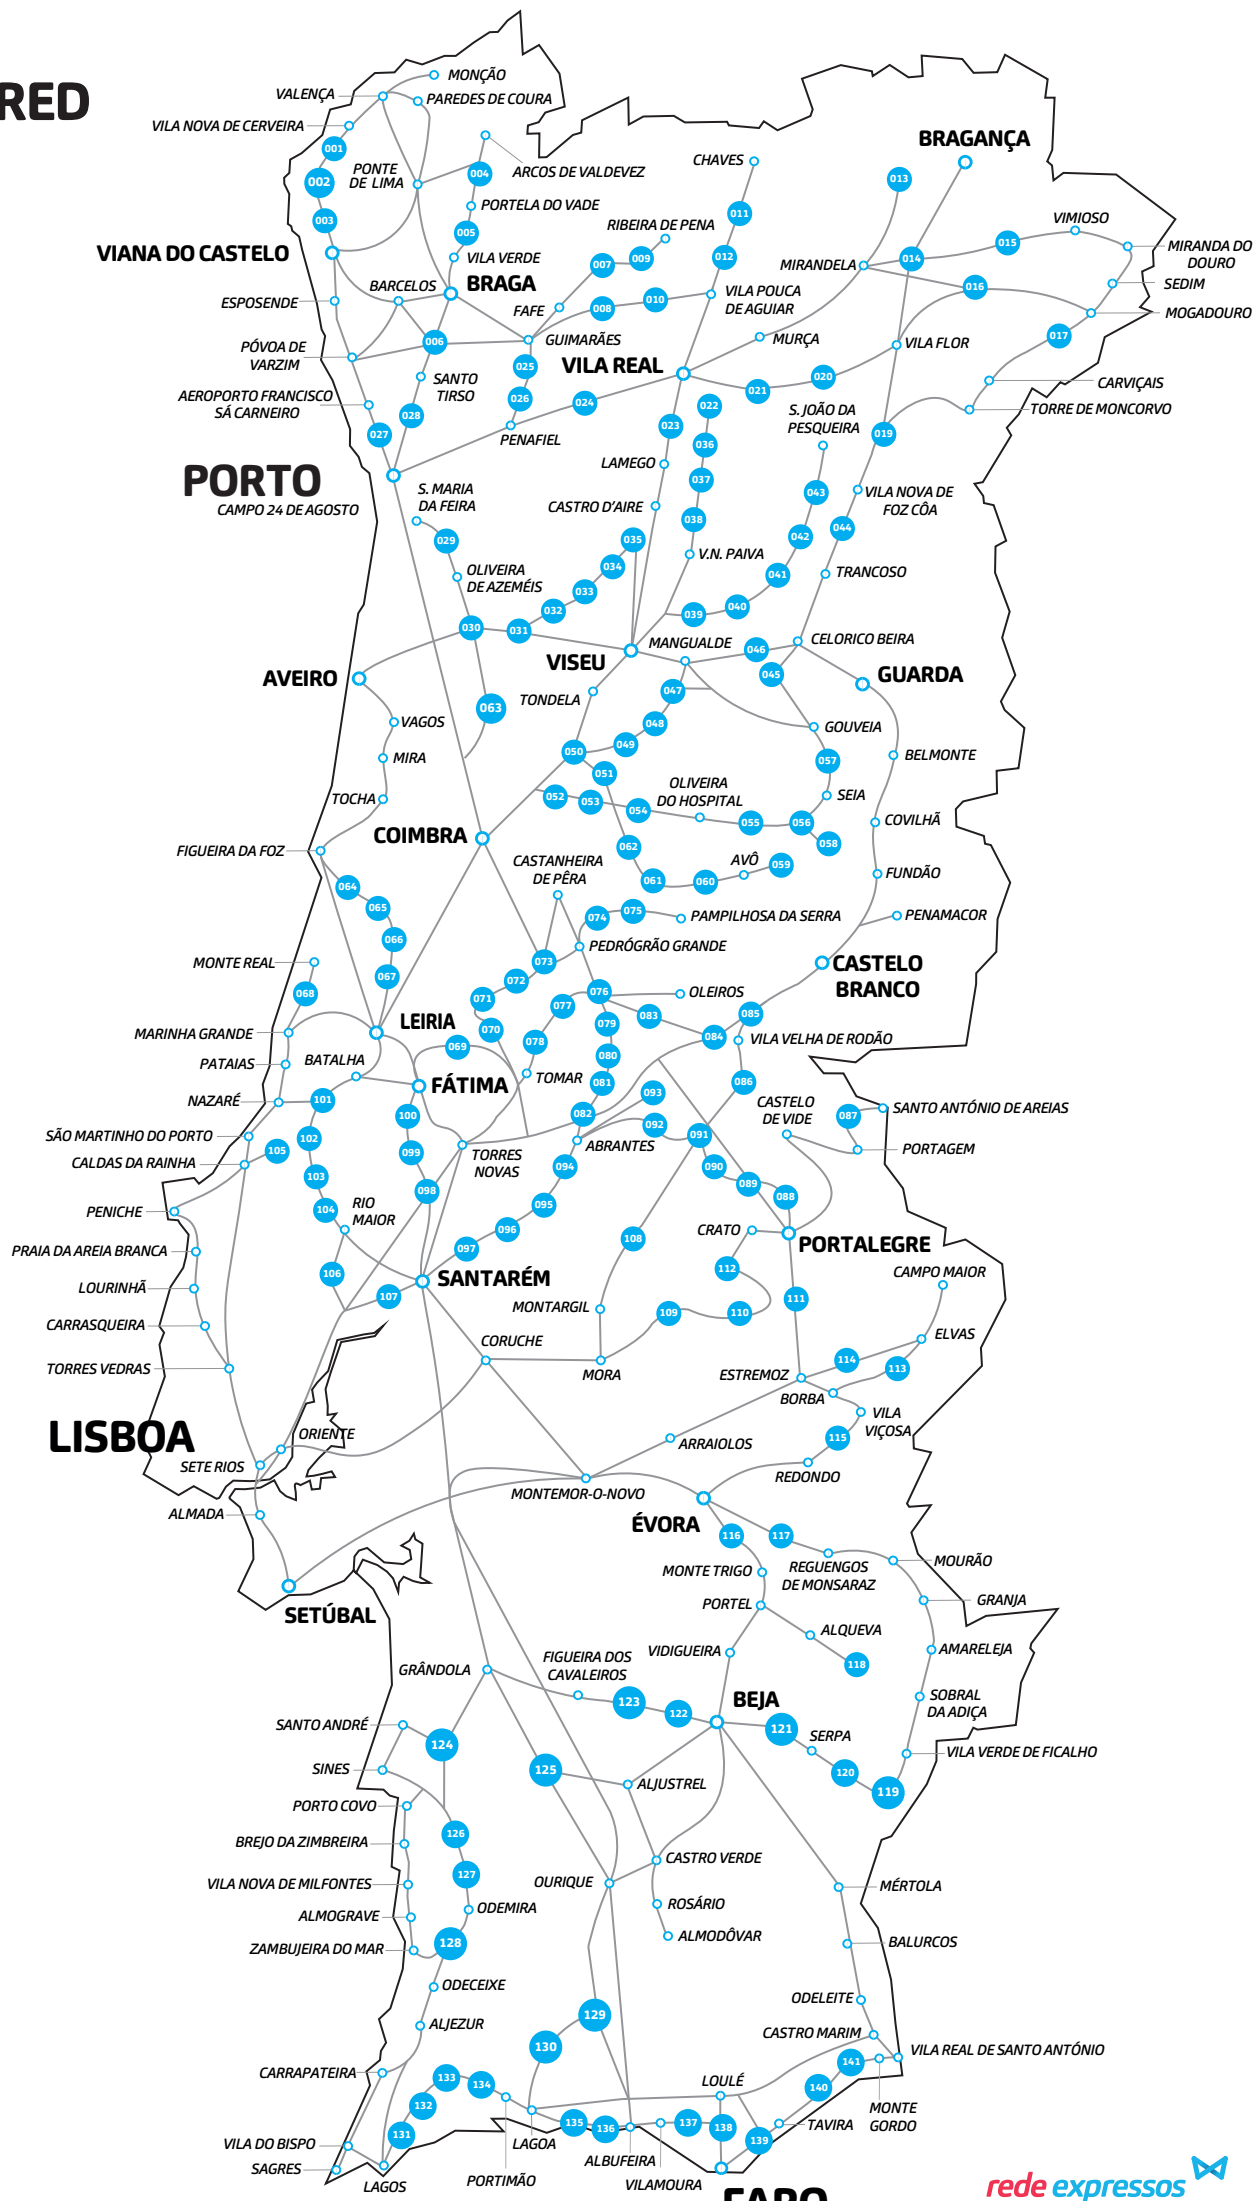 RED
MONÇÃO
VALENÇA
PAREDES DE COURA
VILA NOVA DE CERVEIRA
001
BRAGANÇA
PONTE
DE LIMA
004
ARCOS DE VALDEVEZ
CHAVES
013
002
PORTELA DO VADE
011
003
RIBEIRA DE PENA
VIMIOSO
005
015
VIANA DO CASTELO
VILA VERDE
007
009
012
MIRANDELA
014
MIRANDA DO
DOURO
BARCELOS
BRAGA
SEDIM
016
ESPOSENDE
FAFE
008
010
VILA POUCA
DE AGUIAR
MOGADOURO
006
GUIMARÃES
MURÇA
VILA FLOR
017
PÓVOA DE
VARZIM
025
VILA REAL
SANTO
TIRSO
020
021
CARVIÇAIS
AEROPORTO FRANCISCO
SÁ CARNEIRO
026
024
022
S. JOÃO DA
PESQUEIRA
TORRE DE MONCORVO
028
023
027
PENAFIEL
036
019
LAMEGO
PORTO
CAMPO 24 DE AGOSTO
S. MARIA
DA FEIRA
037
043
VILA NOVA DE
FOZ CÔA
CASTRO D'AIRE
038
044
029
035
042
V.N. PAIVA
034
OLIVEIRA
DE AZEMÉIS
041
TRANCOSO
033
032
040
039
030
031
MANGUALDE
CELORICO BEIRA
046
VISEU
AVEIRO
045
GUARDA
TONDELA
047
063
VAGOS
048
GOUVEIA
049
050
MIRA
057
BELMONTE
051
OLIVEIRA
DO HOSPITAL
TOCHA
052
053
054
SEIA
055
056
COVILHÃ
COIMBRA
058
FIGUEIRA DA FOZ
062
CASTANHEIRA
DE PÊRA
AVÔ
059
061
060
FUNDÃO
064
065
074
075
PAMPILHOSA DA SERRA
PENAMACOR
066
PEDRÓGRÃO GRANDE
MONTE REAL
073
CASTELO
BRANCO
067
072
068
071
076
OLEIROS
077
083
085
LEIRIA
070
079
MARINHA GRANDE
078
084
VILA VELHA DE RODÃO
069
080
BATALHA
PATAIAS
FÁTIMA
TOMAR
081
086
093
NAZARÉ
101
100
082
CASTELO
DE VIDE
087
SANTO ANTÓNIO DE AREIAS
092
SÃO MARTINHO DO PORTO
102
091
ABRANTES
105
099
TORRES
NOVAS
PORTAGEM
CALDAS DA RAINHA
094
090
103
098
089
088
PENICHE
104
RIO
MAIOR
095
096
CRATO
108
PORTALEGRE
PRAIA DA AREIA BRANCA
097
112
106
SANTARÉM
CAMPO MAIOR
LOURINHÃ
107
111
MONTARGIL
109
110
CARRASQUEIRA
CORUCHE
ELVAS
114
TORRES VEDRAS
MORA
ESTREMOZ
113
BORBA
VILA
VIÇOSA
LISBOA
ORIENTE
115
ARRAIOLOS
SETE RIOS
REDONDO
MONTEMOR-O-NOVO
ALMADA
ÉVORA
116
117
MOURÃO
MONTE TRIGO
REGUENGOS
DE MONSARAZ
SETÚBAL
PORTEL
GRANJA
ALQUEVA
VIDIGUEIRA
AMARELEJA
118
GRÂNDOLA
FIGUEIRA DOS
CAVALEIROS
BEJA
SOBRAL
DA ADIÇA
123
122
SANTO ANDRÉ
121
SERPA
124
VILA VERDE DE FICALHO
SINES
125
120
ALJUSTREL
119
PORTO COVO
126
BREJO DA ZIMBREIRA
CASTRO VERDE
127
VILA NOVA DE MILFONTES
OURIQUE
MÉRTOLA
ROSÁRIO
ALMOGRAVE
ODEMIRA
ALMODÔVAR
BALURCOS
ZAMBUJEIRA DO MAR
128
ODECEIXE
ODELEITE
129
ALJEZUR
CASTRO MARIM
130
141
VILA REAL DE SANTO ANTÓNIO
CARRAPATEIRA
133
134
LOULÉ
140
132
MONTE
GORDO
135
136
137
138
TAVIRA
131
139
VILA DO BISPO
LAGOA
ALBUFEIRA
SAGRES
LAGOS
PORTIMÃO
VILAMOURA
FARO
rede expressos